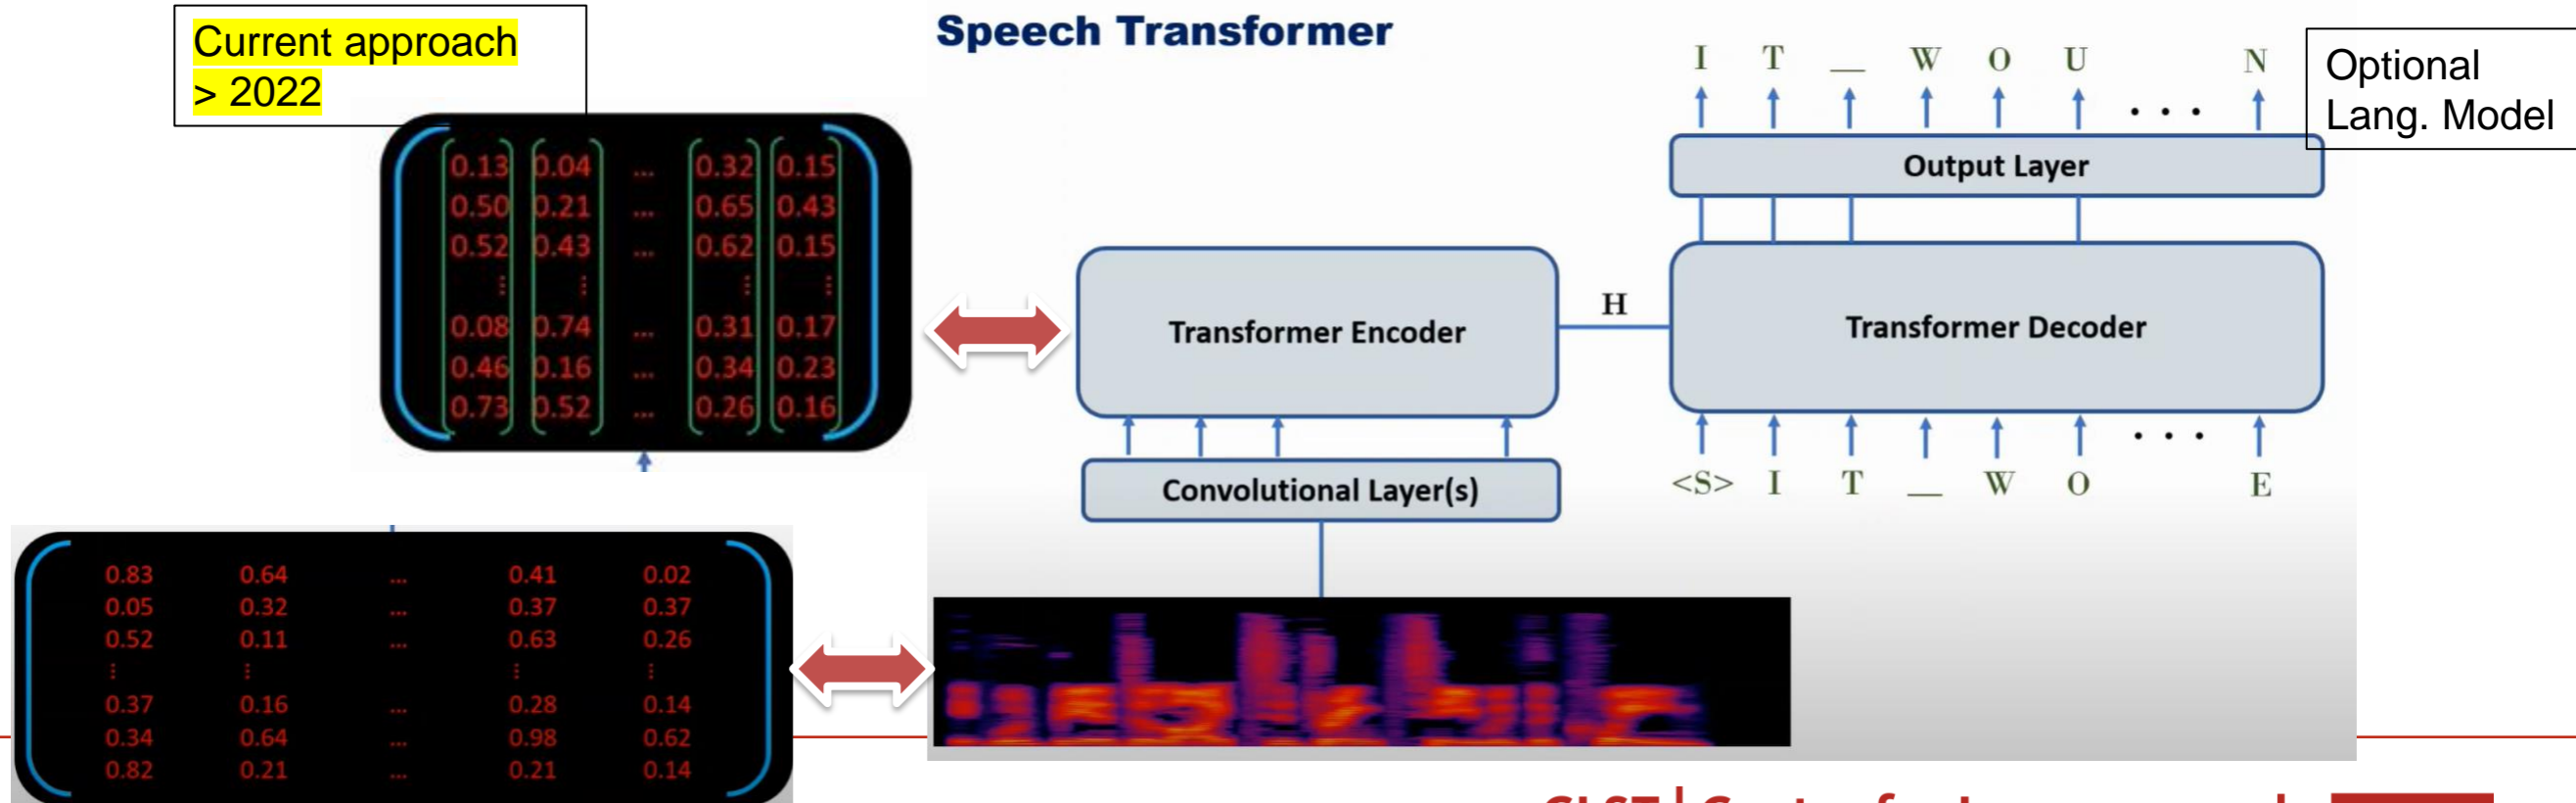 Current approach
> 2022
Speech Transformer
I T _ W O U . . . N
Optional
Lang. Model
Output Layer
0.13 0.04 ... 0.32 0.15
0.50 0.21 ... 0.65 0.43
0.52 0.43 ... 0.62 0.15
⋮ ⋮ ⋮ ⋮
0.08 0.74 ... 0.31 0.17
0.46 0.16 ... 0.34 0.23
0.73 0.52 ... 0.26 0.16
Transformer Encoder
H
Transformer Decoder
Convolutional Layer(s)
<S> I T _ W O . . . E
0.83 0.64 ... 0.41 0.02
0.05 0.32 ... 0.37 0.37
0.52 0.11 ... 0.63 0.26
⋮ ⋮ ⋮ ⋮
0.37 0.16 ... 0.28 0.14
0.34 0.64 ... 0.98 0.62
0.82 0.21 ... 0.21 0.14